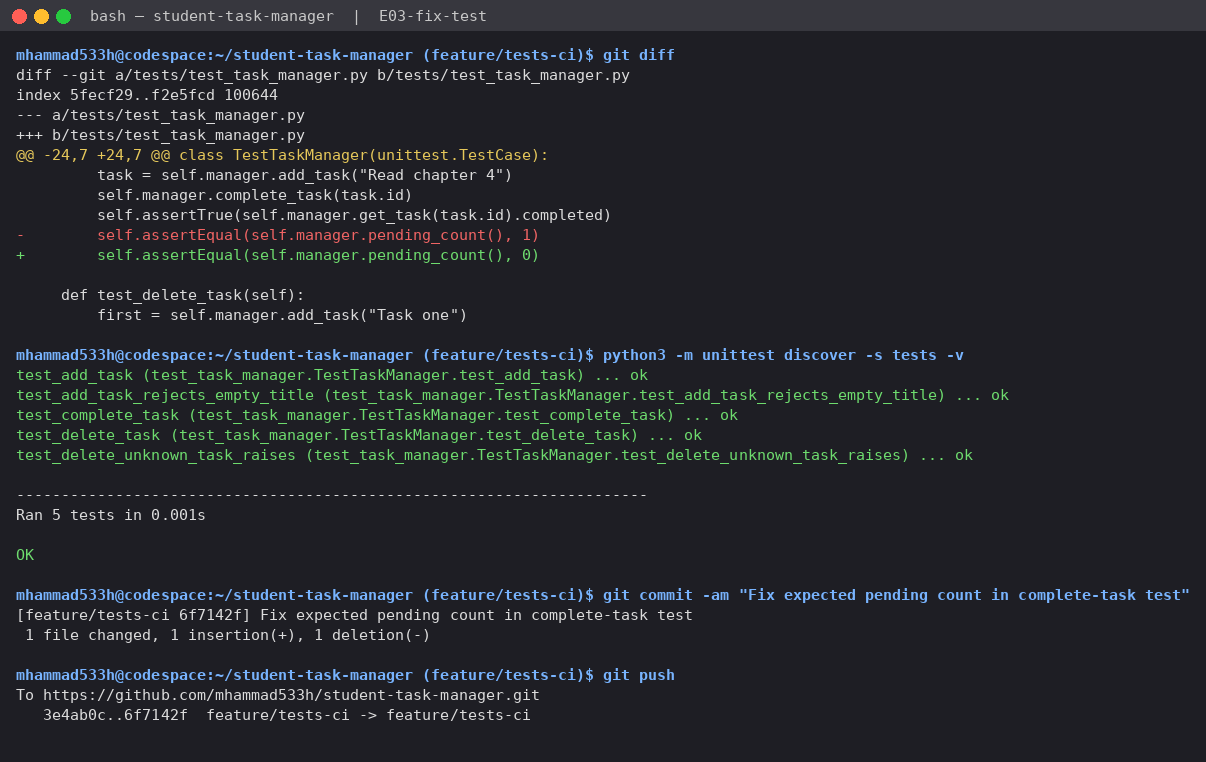 bash — student-task-manager  |  E03-fix-test
mhammad533h@codespace:~/student-task-manager (feature/tests-ci)$ git diff
diff --git a/tests/test_task_manager.py b/tests/test_task_manager.py
index 5fecf29..f2e5fcd 100644
--- a/tests/test_task_manager.py
+++ b/tests/test_task_manager.py
@@ -24,7 +24,7 @@ class TestTaskManager(unittest.TestCase):
         task = self.manager.add_task("Read chapter 4")
         self.manager.complete_task(task.id)
         self.assertTrue(self.manager.get_task(task.id).completed)
-        self.assertEqual(self.manager.pending_count(), 1)
+        self.assertEqual(self.manager.pending_count(), 0)
     def test_delete_task(self):
         first = self.manager.add_task("Task one")
mhammad533h@codespace:~/student-task-manager (feature/tests-ci)$ python3 -m unittest discover -s tests -v
test_add_task (test_task_manager.TestTaskManager.test_add_task) ... ok
test_add_task_rejects_empty_title (test_task_manager.TestTaskManager.test_add_task_rejects_empty_title) ... ok
test_complete_task (test_task_manager.TestTaskManager.test_complete_task) ... ok
test_delete_task (test_task_manager.TestTaskManager.test_delete_task) ... ok
test_delete_unknown_task_raises (test_task_manager.TestTaskManager.test_delete_unknown_task_raises) ... ok
----------------------------------------------------------------------
Ran 5 tests in 0.001s
OK
mhammad533h@codespace:~/student-task-manager (feature/tests-ci)$ git commit -am "Fix expected pending count in complete-task test"
[feature/tests-ci 6f7142f] Fix expected pending count in complete-task test
 1 file changed, 1 insertion(+), 1 deletion(-)
mhammad533h@codespace:~/student-task-manager (feature/tests-ci)$ git push
To https://github.com/mhammad533h/student-task-manager.git
   3e4ab0c..6f7142f  feature/tests-ci -> feature/tests-ci